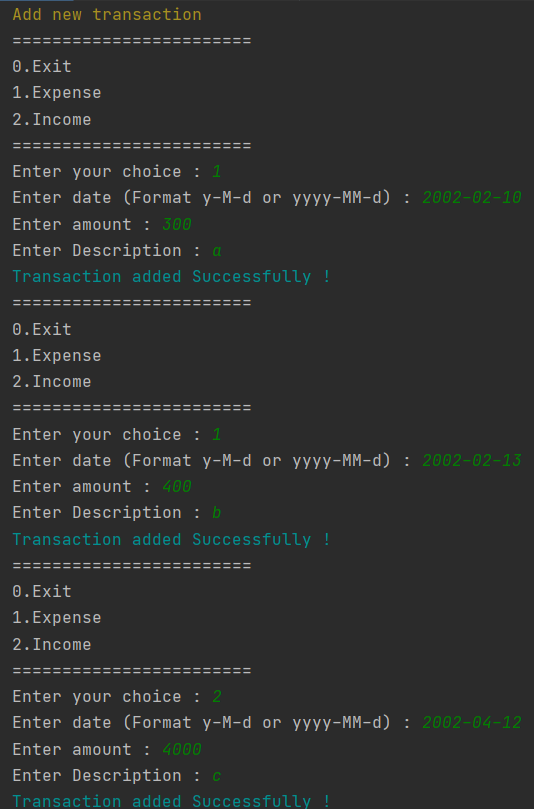 Add new transaction
========================
0.Exit
1.Expense
2.Income
========================
Enter your choice : 1
Enter date (Format y-M-d or yyyy-MM-d) : 2002-02-10
Enter amount : 300
Enter Description : a
Transaction added Successfully !
========================
0.Exit
1.Expense
2.Income
========================
Enter your choice : 1
Enter date (Format y-M-d or yyyy-MM-d) : 2002-02-13
Enter amount : 400
Enter Description : b
Transaction added Successfully !
========================
0.Exit
1.Expense
2.Income
========================
Enter your choice : 2
Enter date (Format y-M-d or yyyy-MM-d) : 2002-04-12
Enter amount : 4000
Enter Description : c
Transaction added Successfully !